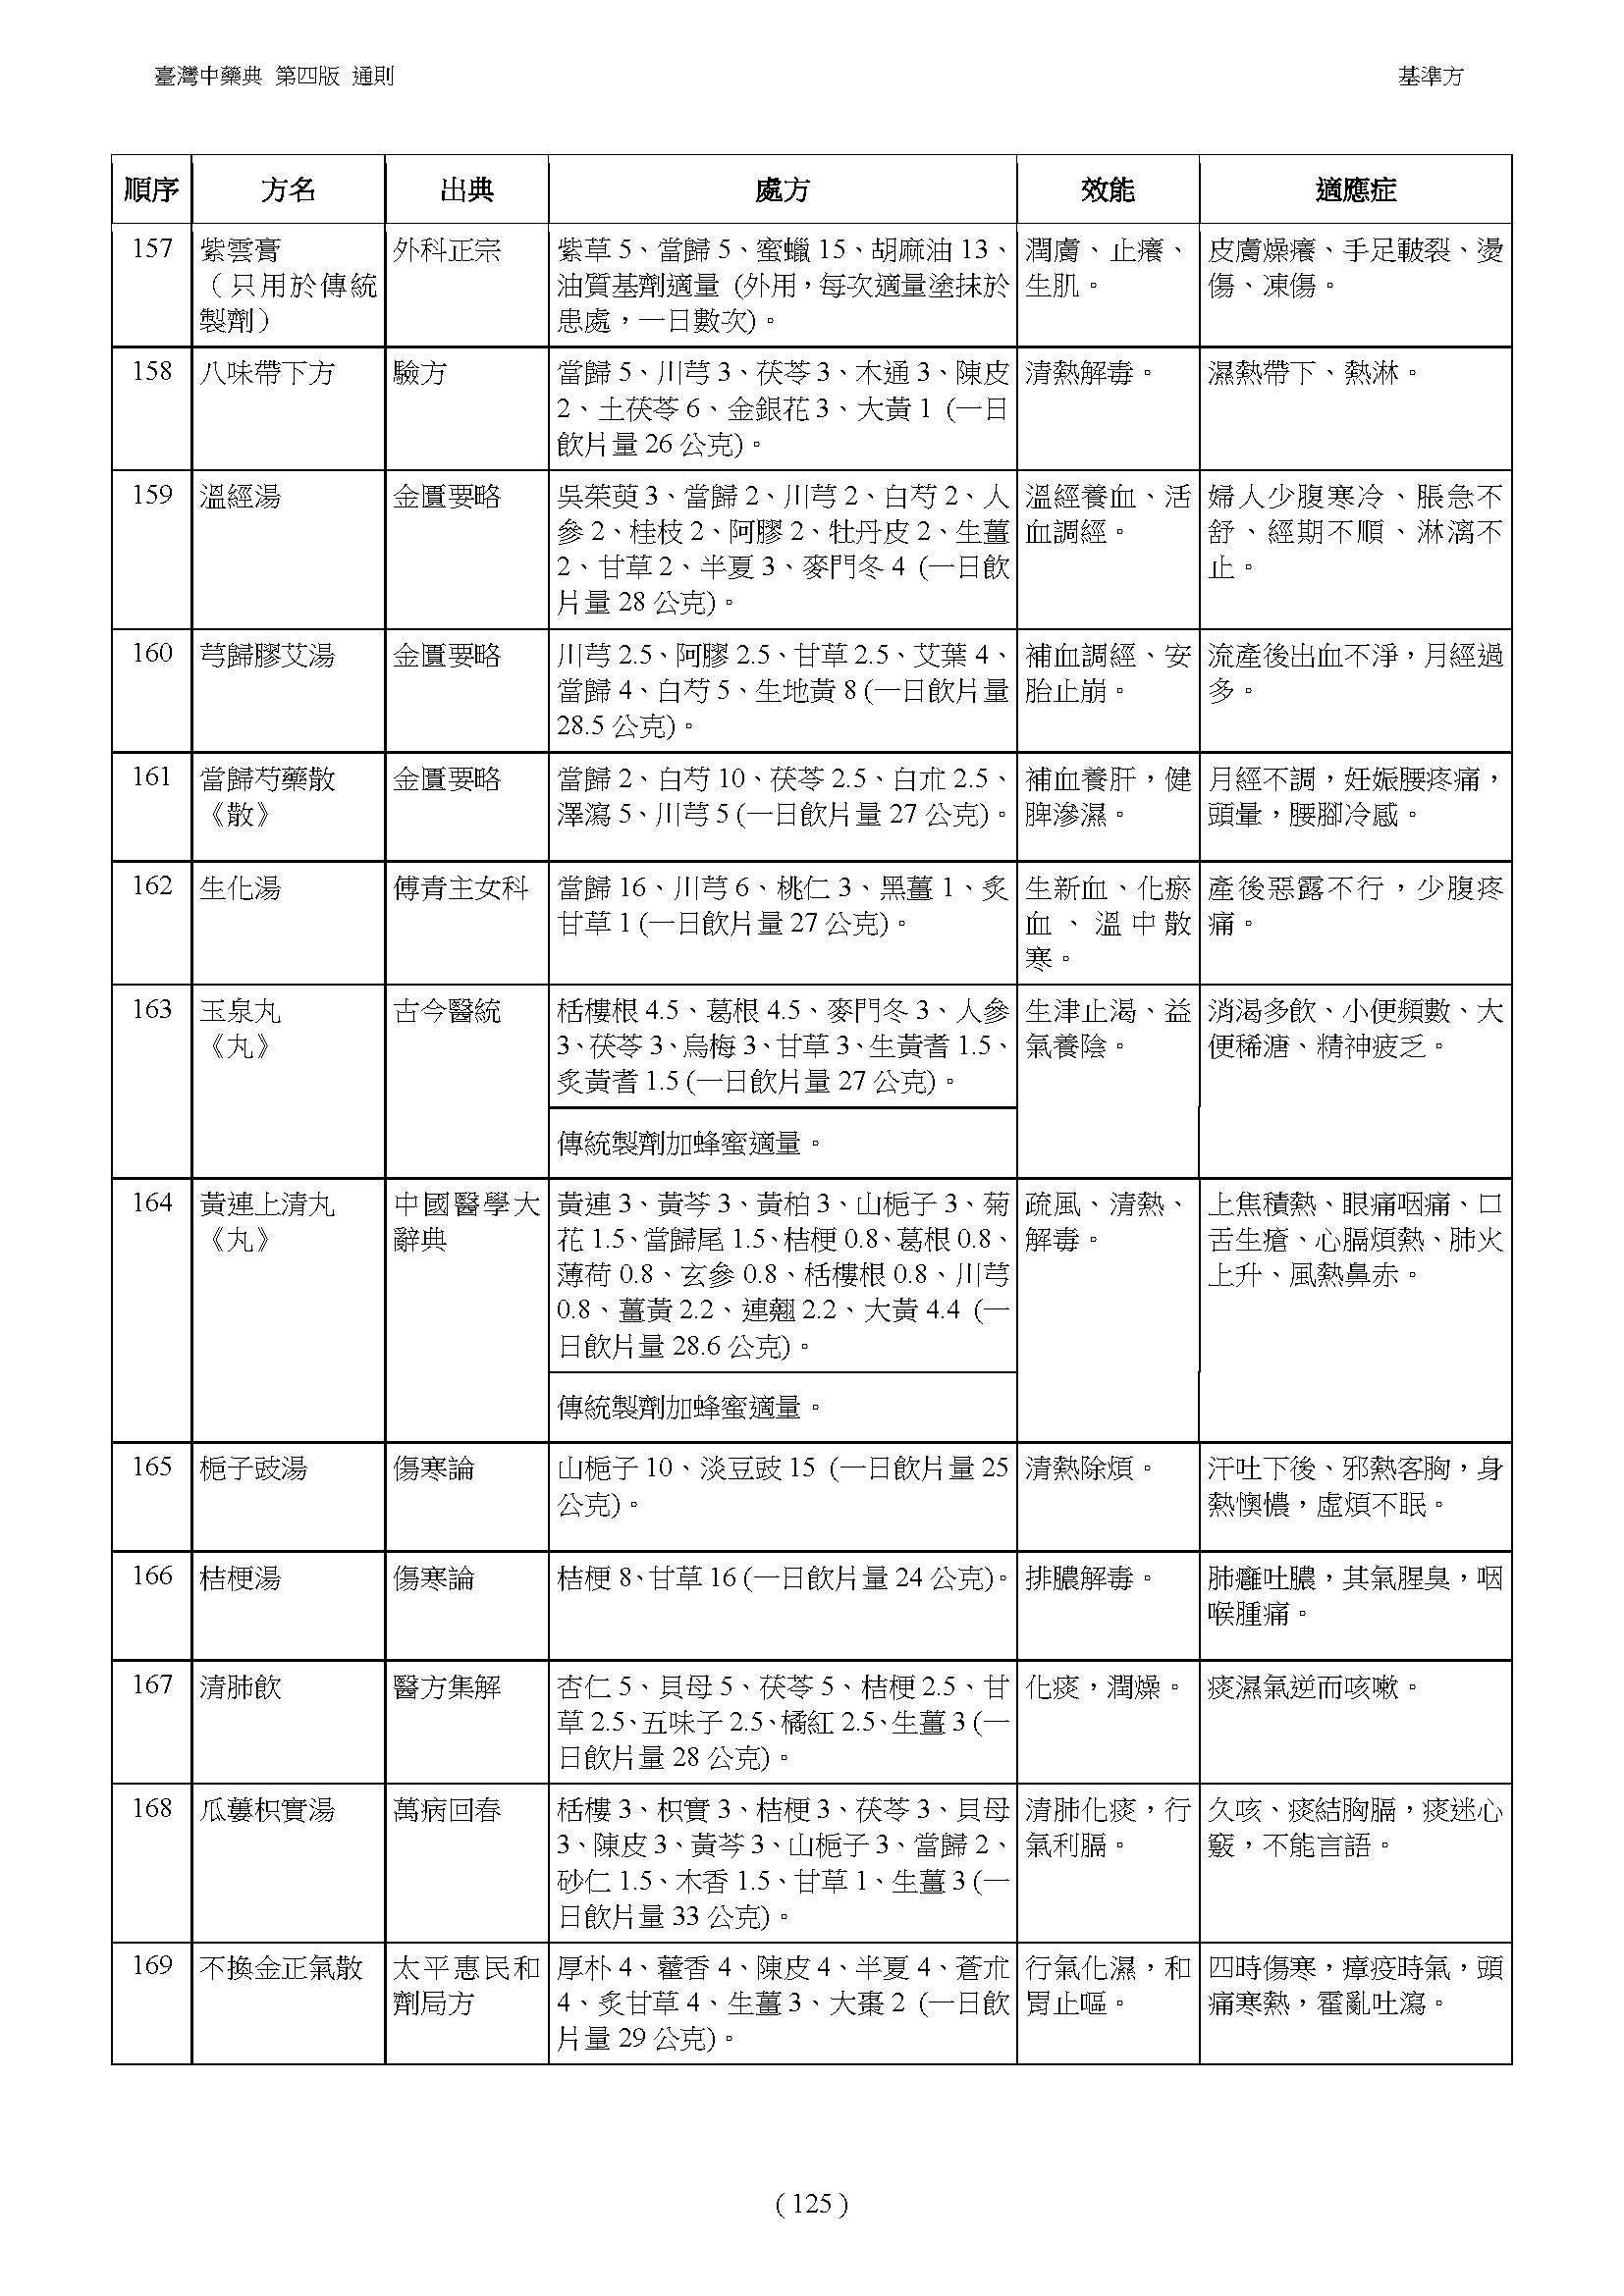 臺灣中藥典 第四版 通則 基準方
順序 方名 出典 處方 效能 適應症
157 紫雲膏 外科正宗 紫草 5、當歸 5、蜜蠟 15、胡麻油 13、 潤膚、止癢、 皮膚燥癢、手足皸裂、燙
（只用於傳統 油質基劑適量 (外用，每次適量塗抹於 生肌。 傷、凍傷。
製劑） 患處，一日數次)。
158 八味帶下方 驗方 當歸 5、川芎 3、茯苓 3、木通 3、陳皮 清熱解毒。 濕熱帶下、熱淋。
2、土茯苓 6、金銀花 3、大黃 1 (一日
飲片量 26 公克)。
159 溫經湯 金匱要略 吳茱萸 3、當歸 2、川芎 2、白芍 2、人 溫經養血、活 婦人少腹寒冷、脹急不
參 2、桂枝 2、阿膠 2、牡丹皮 2、生薑 血調經。 舒、經期不順、淋漓不
2、甘草 2、半夏 3、麥門冬 4 (一日飲 止。
片量 28 公克)。
160 芎歸膠艾湯 金匱要略 川芎 2.5、阿膠 2.5、甘草 2.5、艾葉 4、 補血調經、安 流產後出血不淨，月經過
當歸 4、白芍 5、生地黃 8 (一日飲片量 胎止崩。 多。
28.5 公克)。
161 當歸芍藥散 金匱要略 當歸 2、白芍 10、茯苓 2.5、白朮 2.5、 補血養肝，健 月經不調，妊娠腰疼痛，
《散》 澤瀉 5、川芎 5 (一日飲片量 27 公克)。 脾滲濕。 頭暈，腰腳冷感。
162 生化湯 傅青主女科 當歸 16、川芎 6、桃仁 3、黑薑 1、炙 生新血、化瘀 產後惡露不行，少腹疼
甘草 1 (一日飲片量 27 公克)。 血、溫中散 痛。
寒。
163 玉泉丸 古今醫統 栝樓根 4.5、葛根 4.5、麥門冬 3、人參 生津止渴、益 消渴多飲、小便頻數、大
《丸》 3、茯苓 3、烏梅 3、甘草 3、生黃耆 1.5、 氣養陰。 便稀溏、精神疲乏。
炙黃耆 1.5 (一日飲片量 27 公克)。
傳統製劑加蜂蜜適量。
164 黃連上清丸 中國醫學大 黃連 3、黃芩 3、黃柏 3、山梔子 3、菊 疏風、清熱、 上焦積熱、眼痛咽痛、口
《丸》 辭典 花 1.5、當歸尾 1.5、桔梗 0.8、葛根 0.8、 解毒。 舌生瘡、心膈煩熱、肺火
薄荷 0.8、玄參 0.8、栝樓根 0.8、川芎 上升、風熱鼻赤。
0.8、薑黃 2.2、連翹 2.2、大黃 4.4 (一
日飲片量 28.6 公克)。
傳統製劑加蜂蜜適量。
165 梔子豉湯 傷寒論 山梔子 10、淡豆豉 15 (一日飲片量 25 清熱除煩。 汗吐下後、邪熱客胸，身
公克)。 熱懊憹，虛煩不眠。
166 桔梗湯 傷寒論 桔梗 8、甘草 16 (一日飲片量 24 公克)。 排膿解毒。 肺癰吐膿，其氣腥臭，咽
喉腫痛。
167 清肺飲 醫方集解 杏仁 5、貝母 5、茯苓 5、桔梗 2.5、甘 化痰，潤燥。 痰濕氣逆而咳嗽。
草 2.5、五味子 2.5、橘紅 2.5、生薑 3 (一
日飲片量 28 公克)。
168 瓜蔞枳實湯 萬病回春 栝樓 3、枳實 3、桔梗 3、茯苓 3、貝母 清肺化痰，行 久咳、痰結胸膈，痰迷心
3、陳皮 3、黃芩 3、山梔子 3、當歸 2、 氣利膈。 竅，不能言語。
砂仁 1.5、木香 1.5、甘草 1、生薑 3 (一
日飲片量 33 公克)。
169 不換金正氣散 太平惠民和 厚朴 4、藿香 4、陳皮 4、半夏 4、蒼朮 行氣化濕，和 四時傷寒，瘴疫時氣，頭
劑局方 4、炙甘草 4、生薑 3、大棗 2 (一日飲 胃止嘔。 痛寒熱，霍亂吐瀉。
片量 29 公克)。
( 125 )